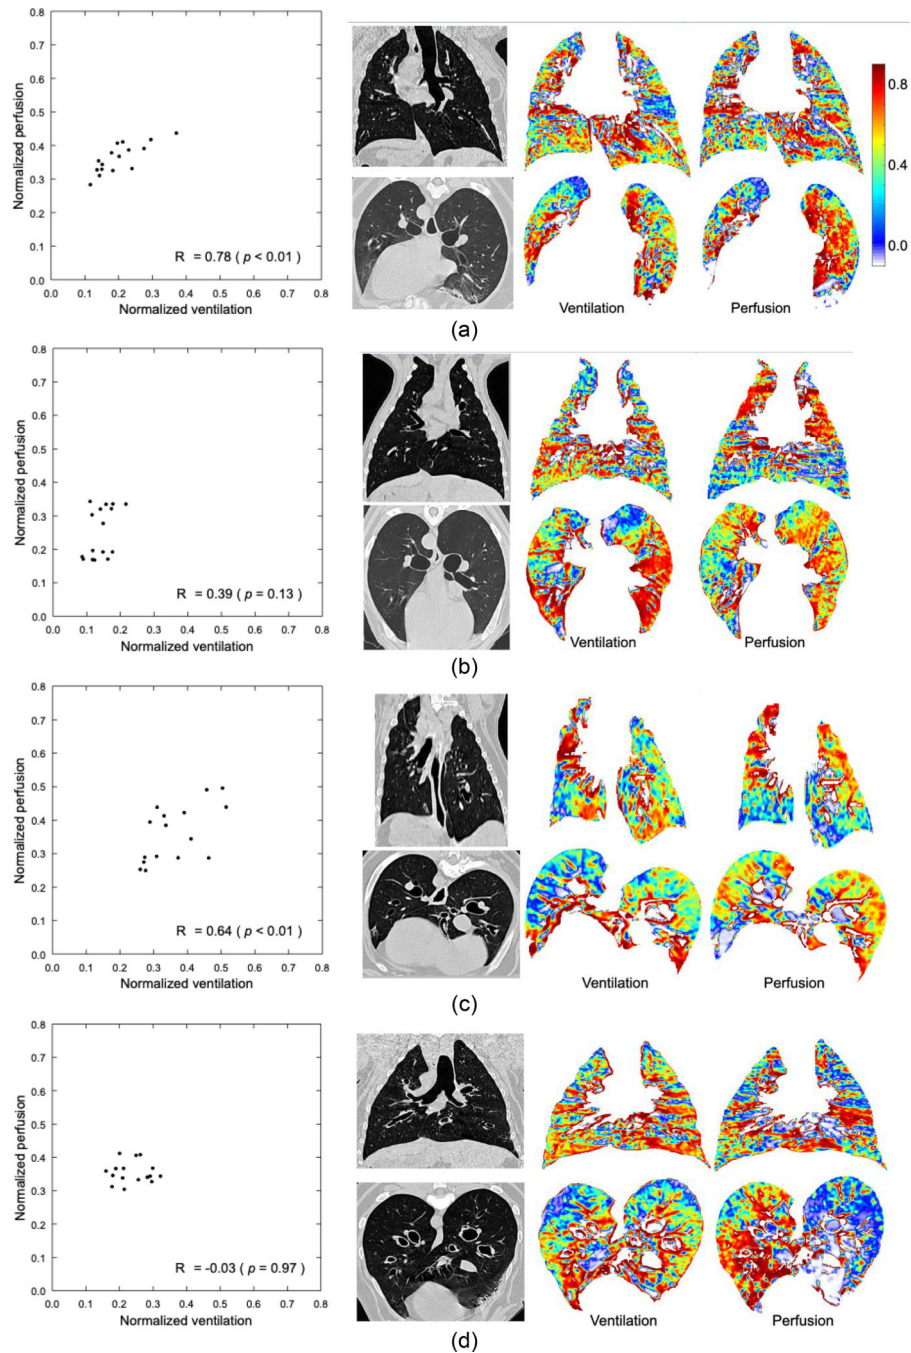 0.8
0.7
0.6
0.5
0.4
0.3
0.2
0.1
0.0
0.0 0.1 0.2 0.3 0.4 0.5 0.6 0.7 0.8
Normalized perfusion
Normalized ventilation
R = 0.78 ( p < 0.01 )
Ventilation
Perfusion
0.8
0.4
0.0
(a)
0.8
0.7
0.6
0.5
0.4
0.3
0.2
0.1
0.0
0.0 0.1 0.2 0.3 0.4 0.5 0.6 0.7 0.8
Normalized perfusion
Normalized ventilation
R = 0.39 ( p = 0.13 )
Ventilation
Perfusion
(b)
0.8
0.7
0.6
0.5
0.4
0.3
0.2
0.1
0.0
0.0 0.1 0.2 0.3 0.4 0.5 0.6 0.7 0.8
Normalized perfusion
Normalized ventilation
R = 0.64 ( p < 0.01 )
Ventilation
Perfusion
(c)
0.8
0.7
0.6
0.5
0.4
0.3
0.2
0.1
0.0
0.0 0.1 0.2 0.3 0.4 0.5 0.6 0.7 0.8
Normalized perfusion
Normalized ventilation
R = -0.03 ( p = 0.97 )
Ventilation
Perfusion
(d)